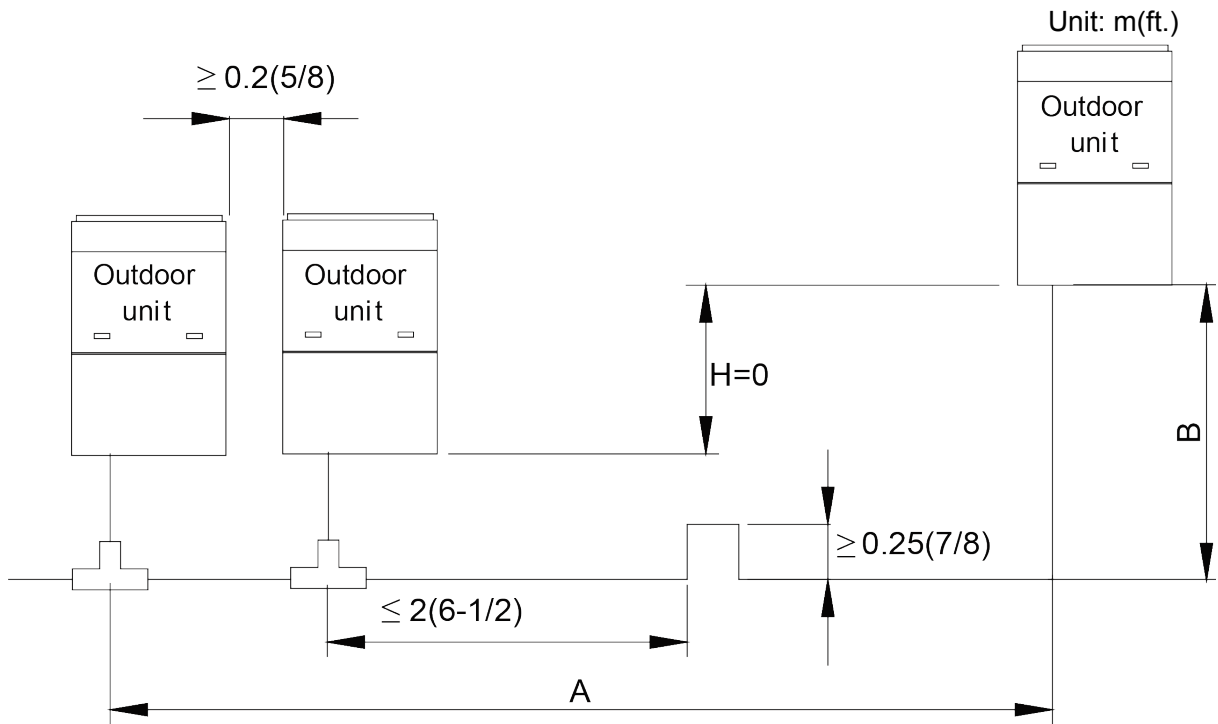 Unit: m(ft.)
≥ 0.2(5/8)
Outdoor
unit
Outdoor
unit
Outdoor
unit
H=0
B
≥ 0.25(7/8)
≤ 2(6-1/2)
A